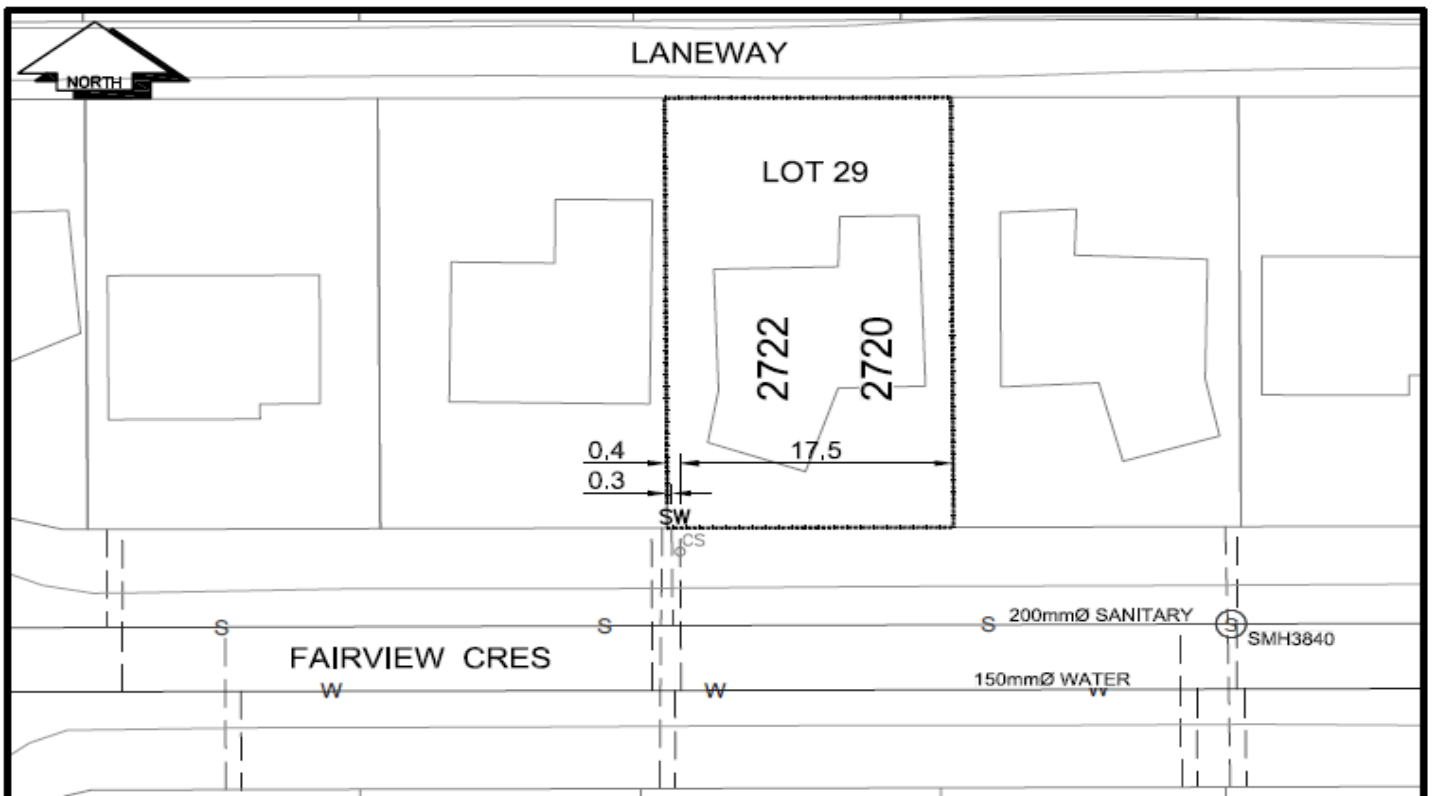 LANEWAY
NORTH
LOT 29
2722
2720
0.4
17.5
0.3
SW
CS
200mmØ SANITARY
S
S
S
S
SMH3840
FAIRVIEW CRES
150mmØ WATER
W
W
W